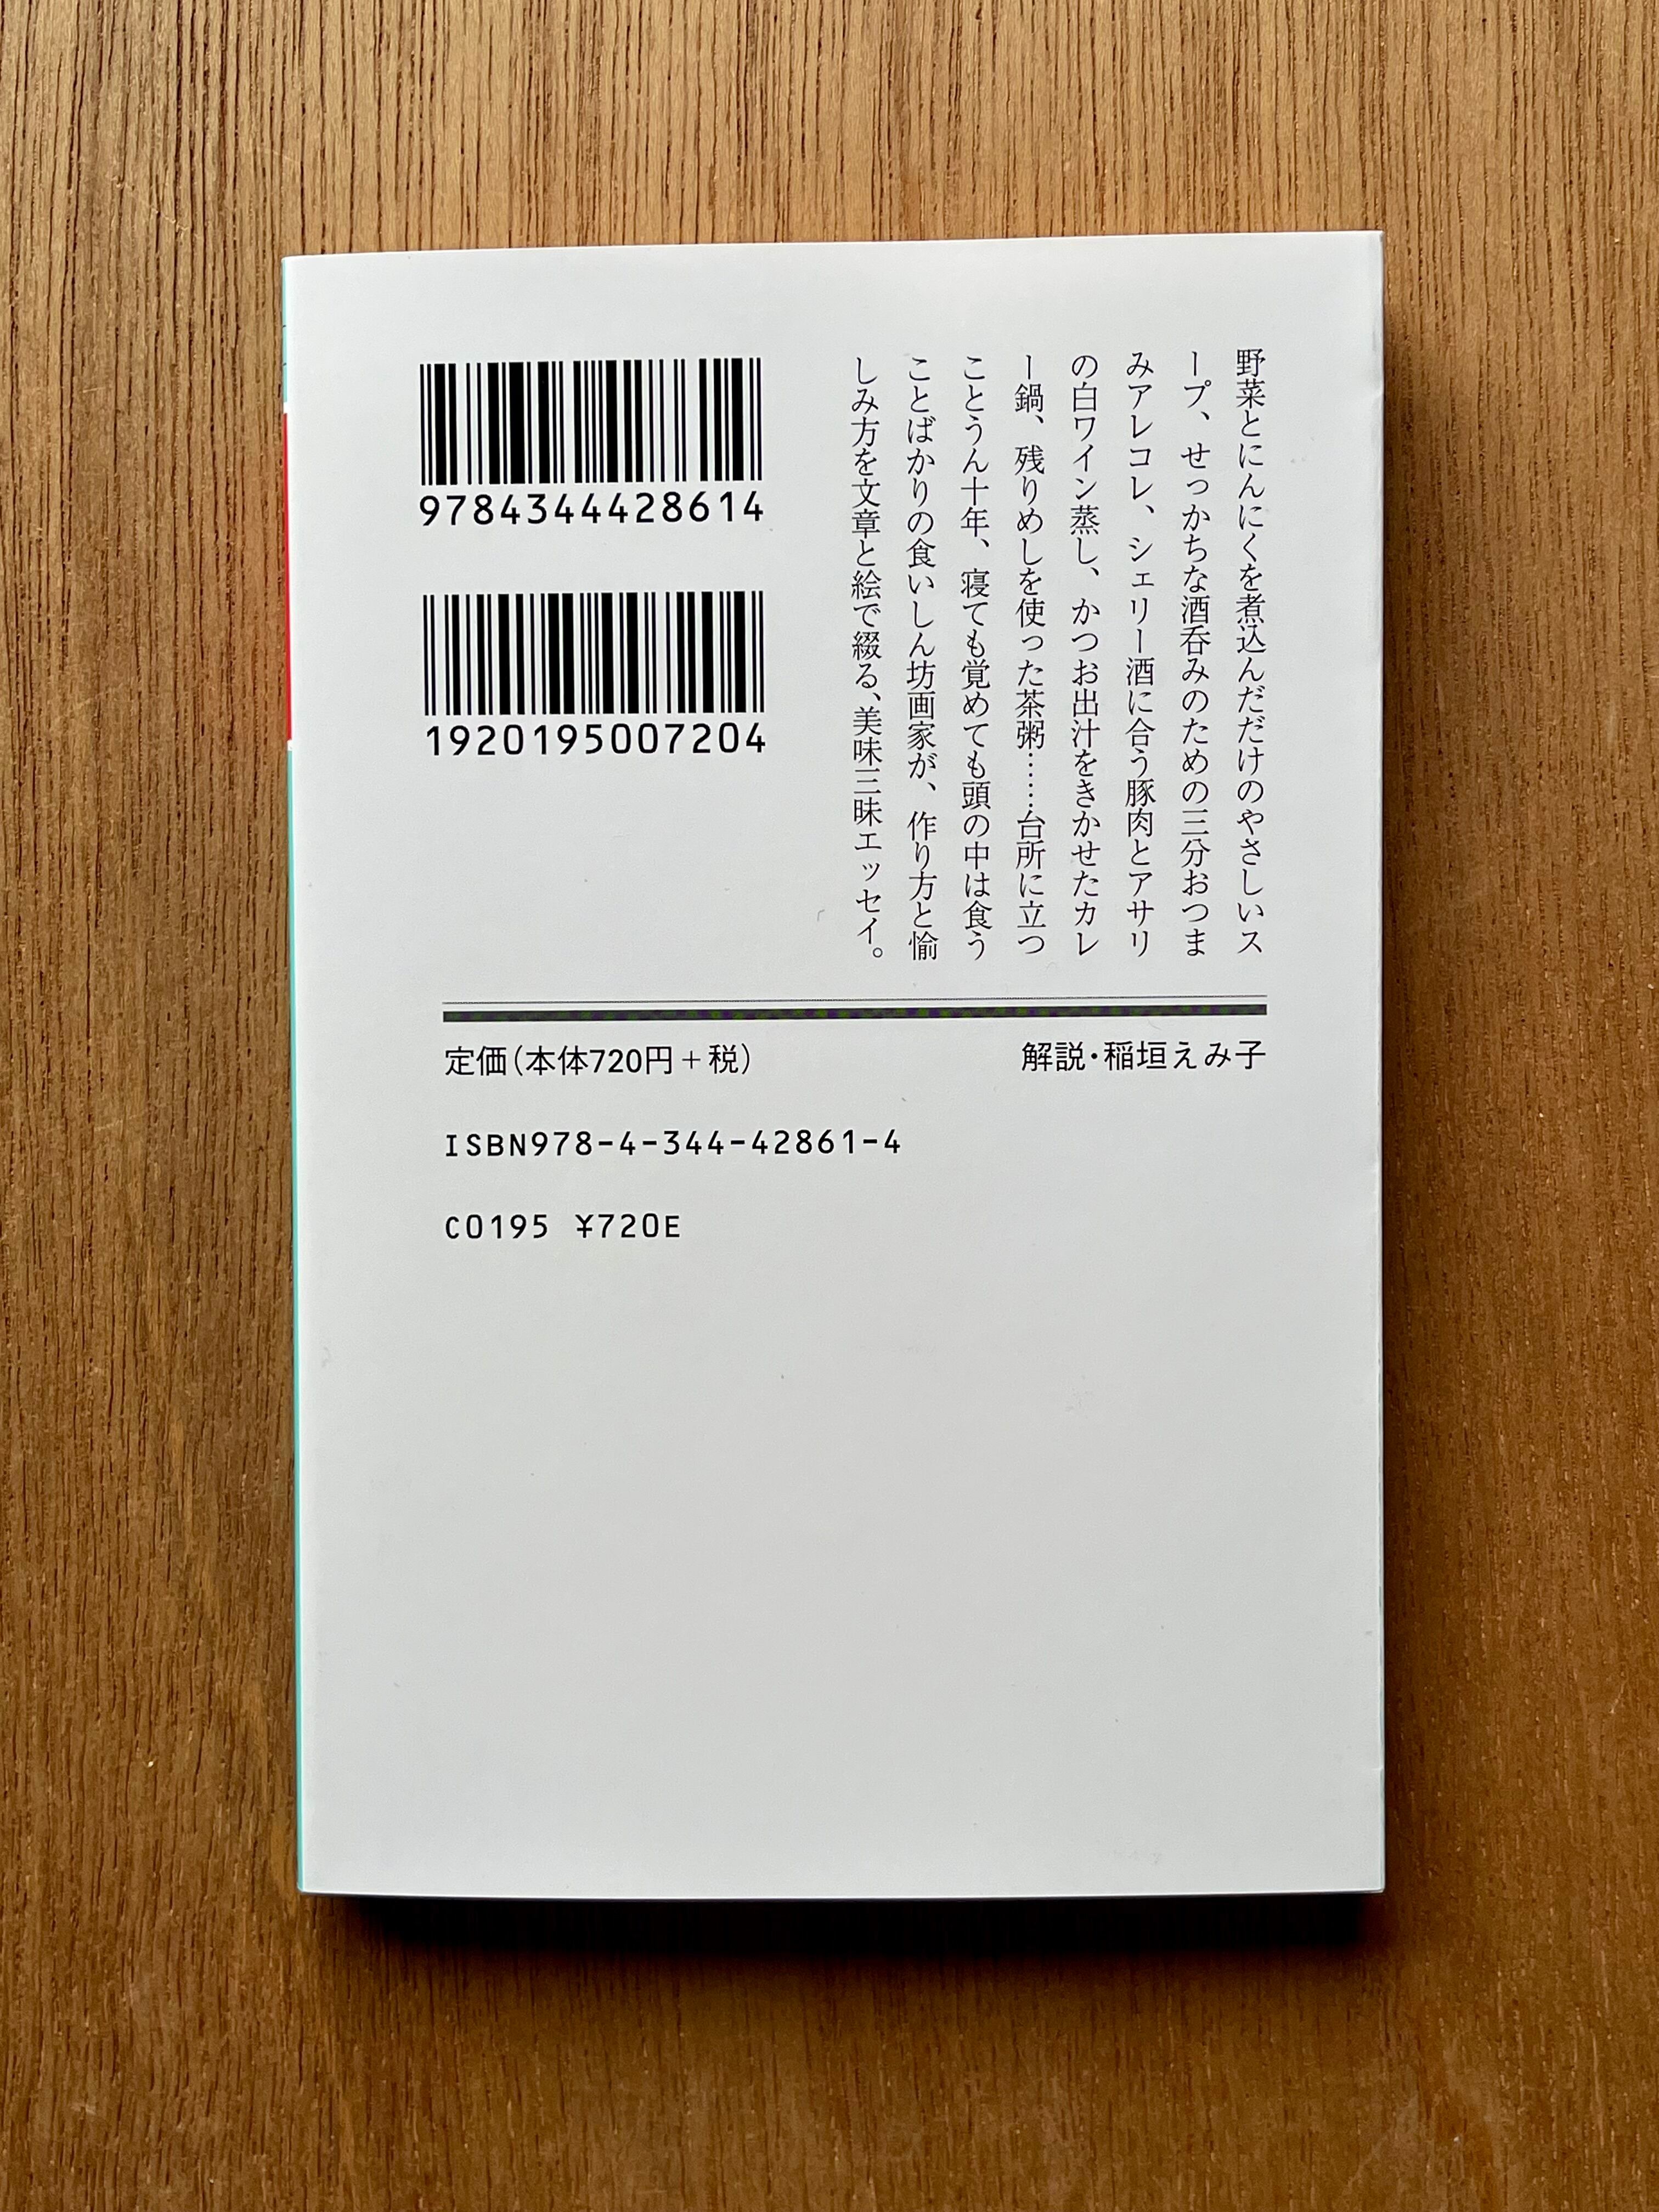 野菜とにんにくを煮込んだだけのやさしいス
ープ、せっかちな酒呑みのための三分おつま
みアレコレ、シェリー酒に合う豚肉とアサリ
の白ワイン蒸し、かつお出汁をきかせたカレ
ー鍋、残りめしを使った茶粥……台所に立つ
ことうん十年、寝ても覚めても頭の中は食う
ことばかりの食いしん坊画家が、作り方と愉
しみ方を文章と絵で綴る、美味三昧エッセイ。
9784344428614
1920195007204
解説・稲垣えみ子
定価(本体720円+税)
ISBN978-4-344-42861-4
C0195 ¥720E